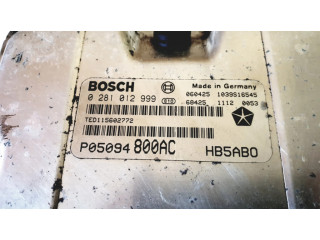 BOSCH Made in Germany
0 281 012 999 060425 1039S16545
68425 1112 0053
TED115602772
P05094 800AC HB5AB0